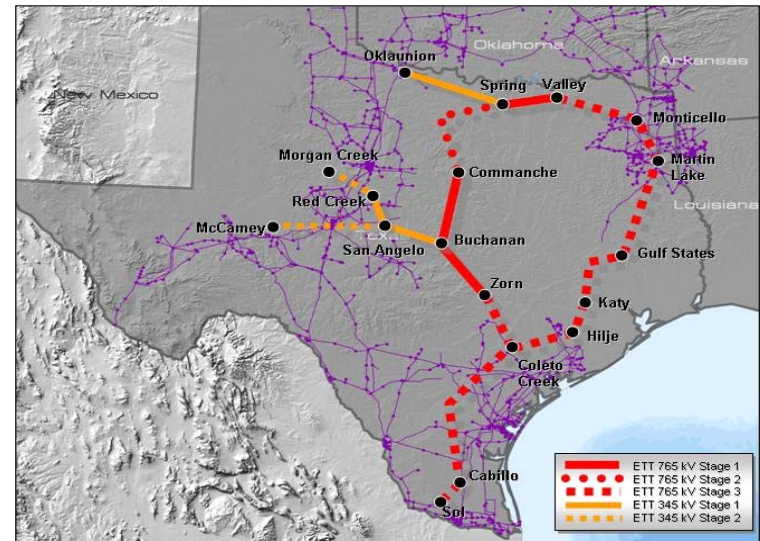 Oklahoma
Oklaunion
Arkansas
Spring
Valley
New Mexico
Monticello
Morgan Creek
Commanche
Martin
Lake
Red Creek
Louisiana
McCamey
Texas
San Angelo
Buchanan
Gulf States
Zorn
Katy
Hilje
Coleto
Creek
Cabillo
Sol
ETT 765 kV Stage 1
ETT 765 kV Stage 2
ETT 765 kV Stage 3
ETT 345 kV Stage 1
ETT 345 kV Stage 2